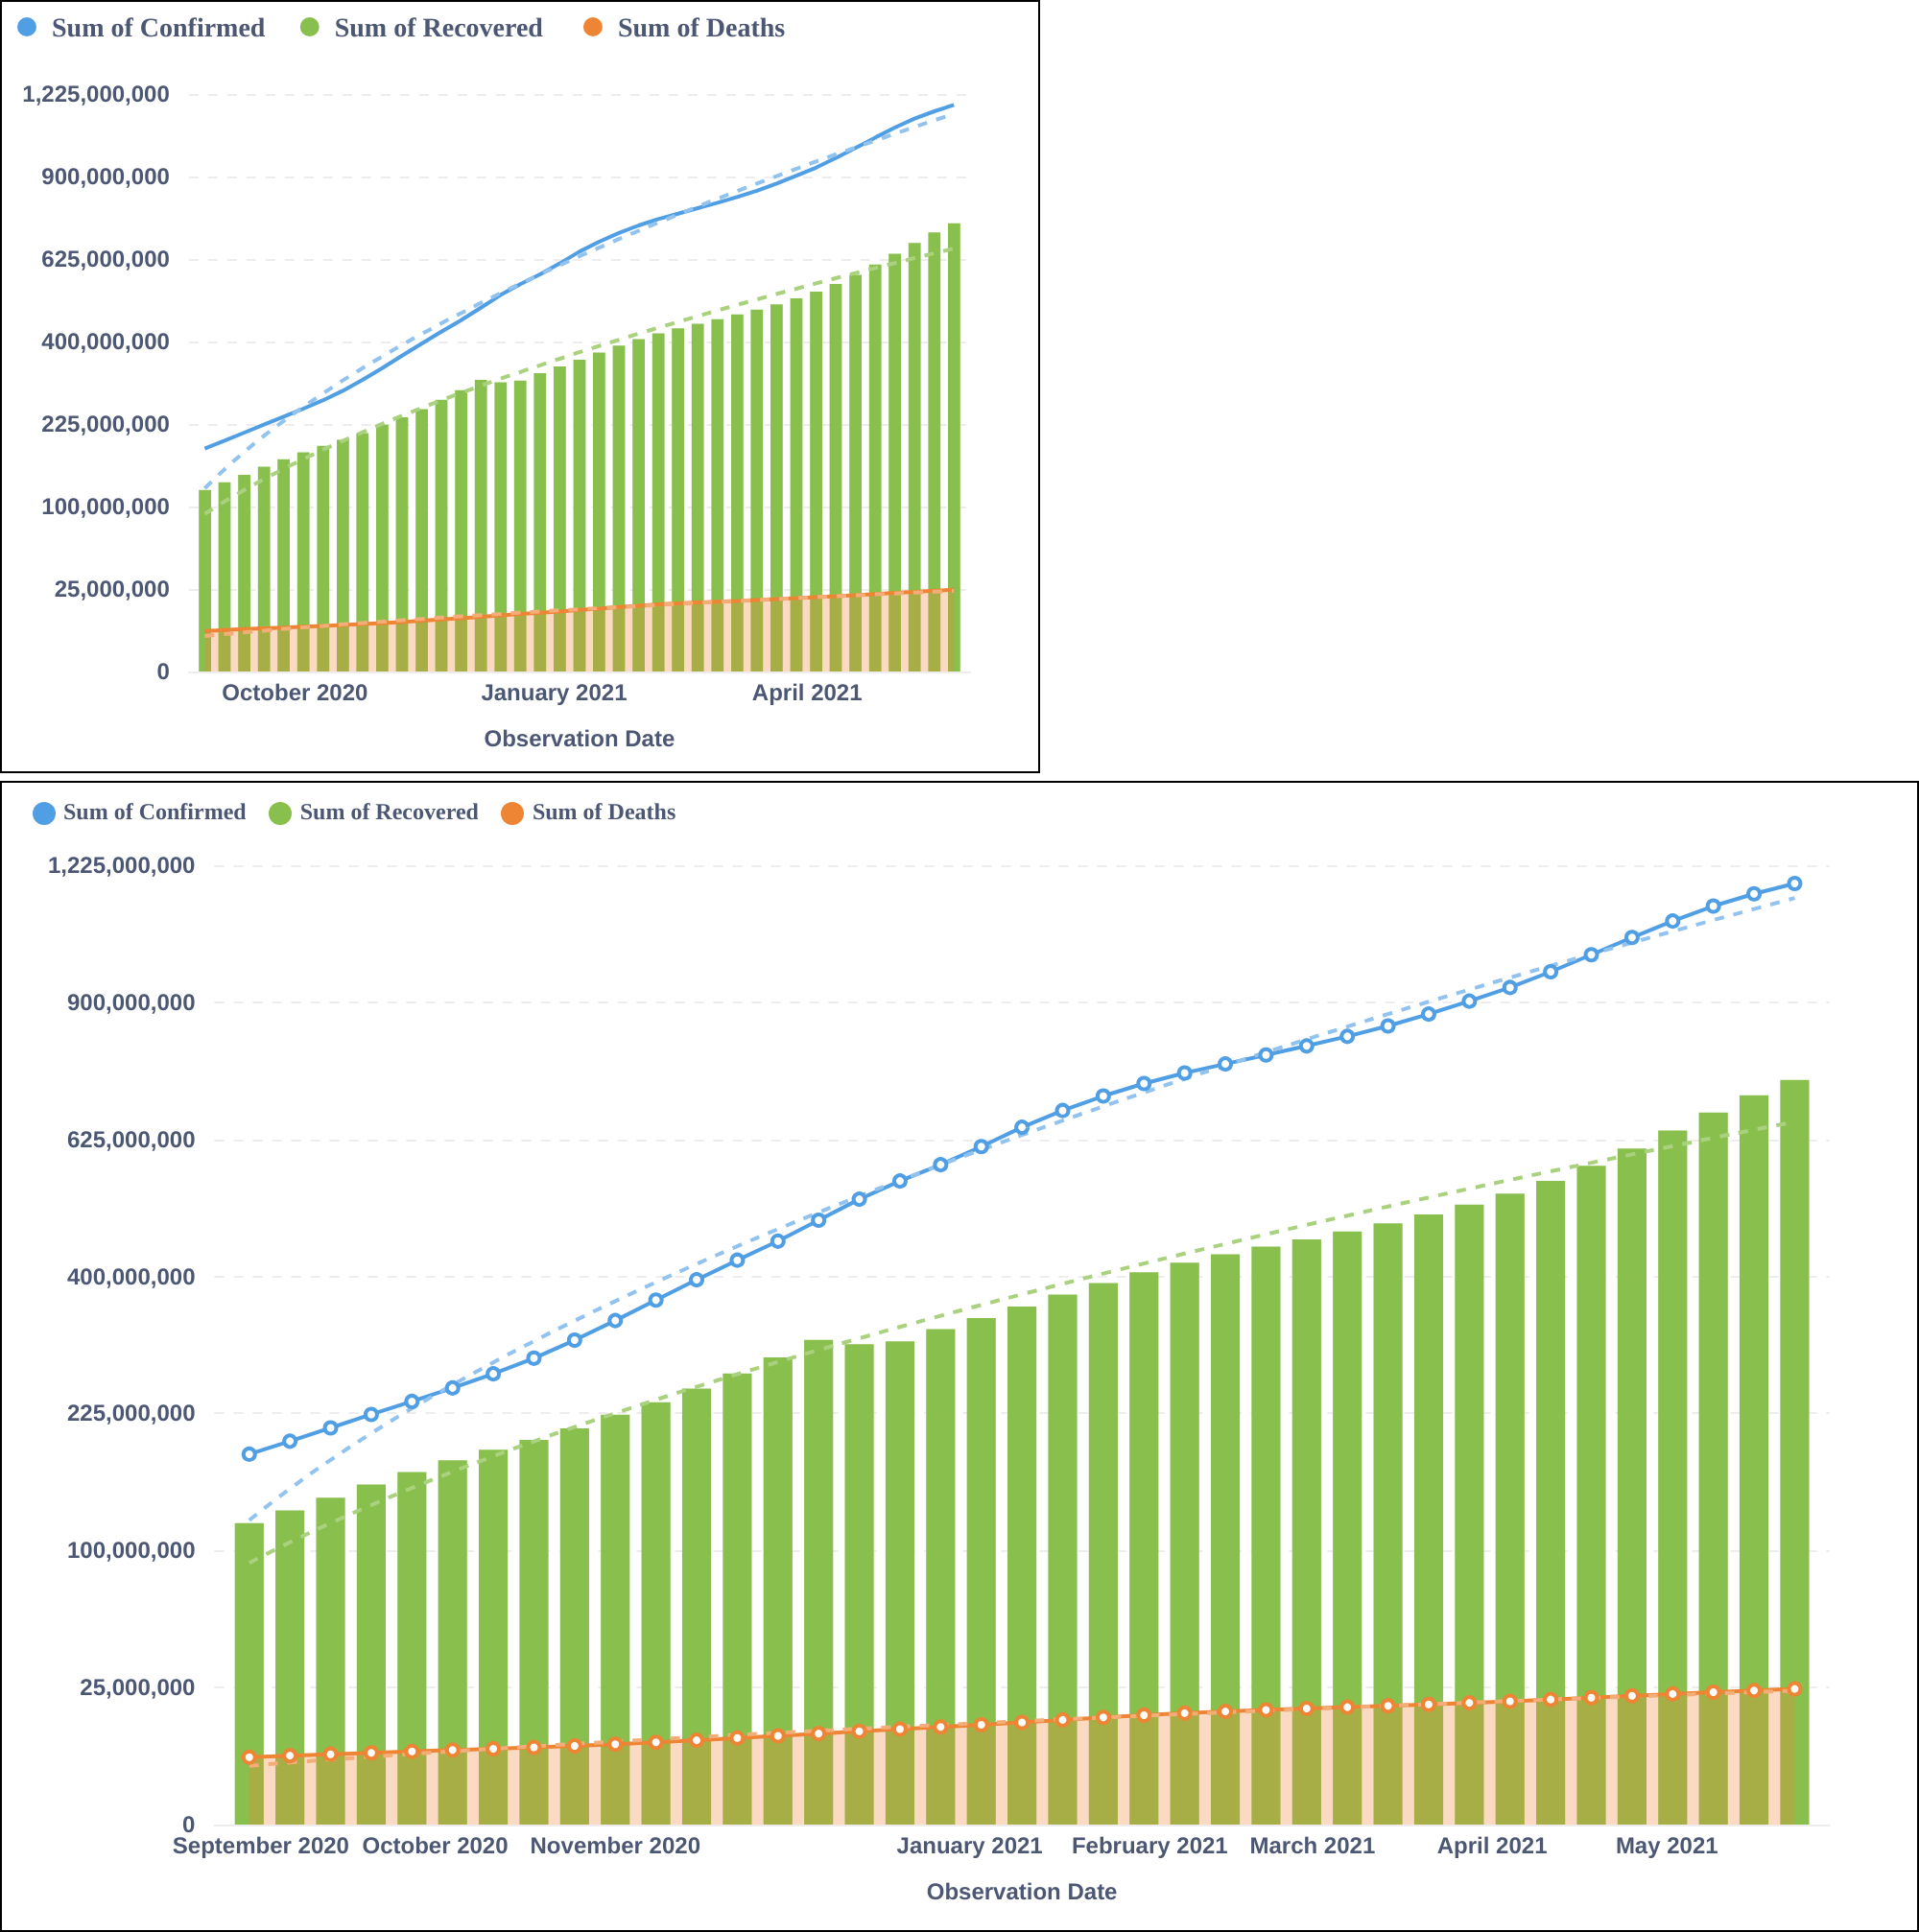 Sum of Confirmed Sum of Recovered Sum of Deaths
1,225,000,000
900,000,000
625,000,000
400,000,000
225,000,000
100,000,000
25,000,000
0
October 2020 January 2021 April 2021
Observation Date
Sum of Confirmed Sum of Recovered Sum of Deaths
1,225,000,000
900,000,000
625,000,000
400,000,000
225,000,000
100,000,000
25,000,000
0
September 2020 October 2020 November 2020 January 2021 February 2021 March 2021 April 2021 May 2021
Observation Date